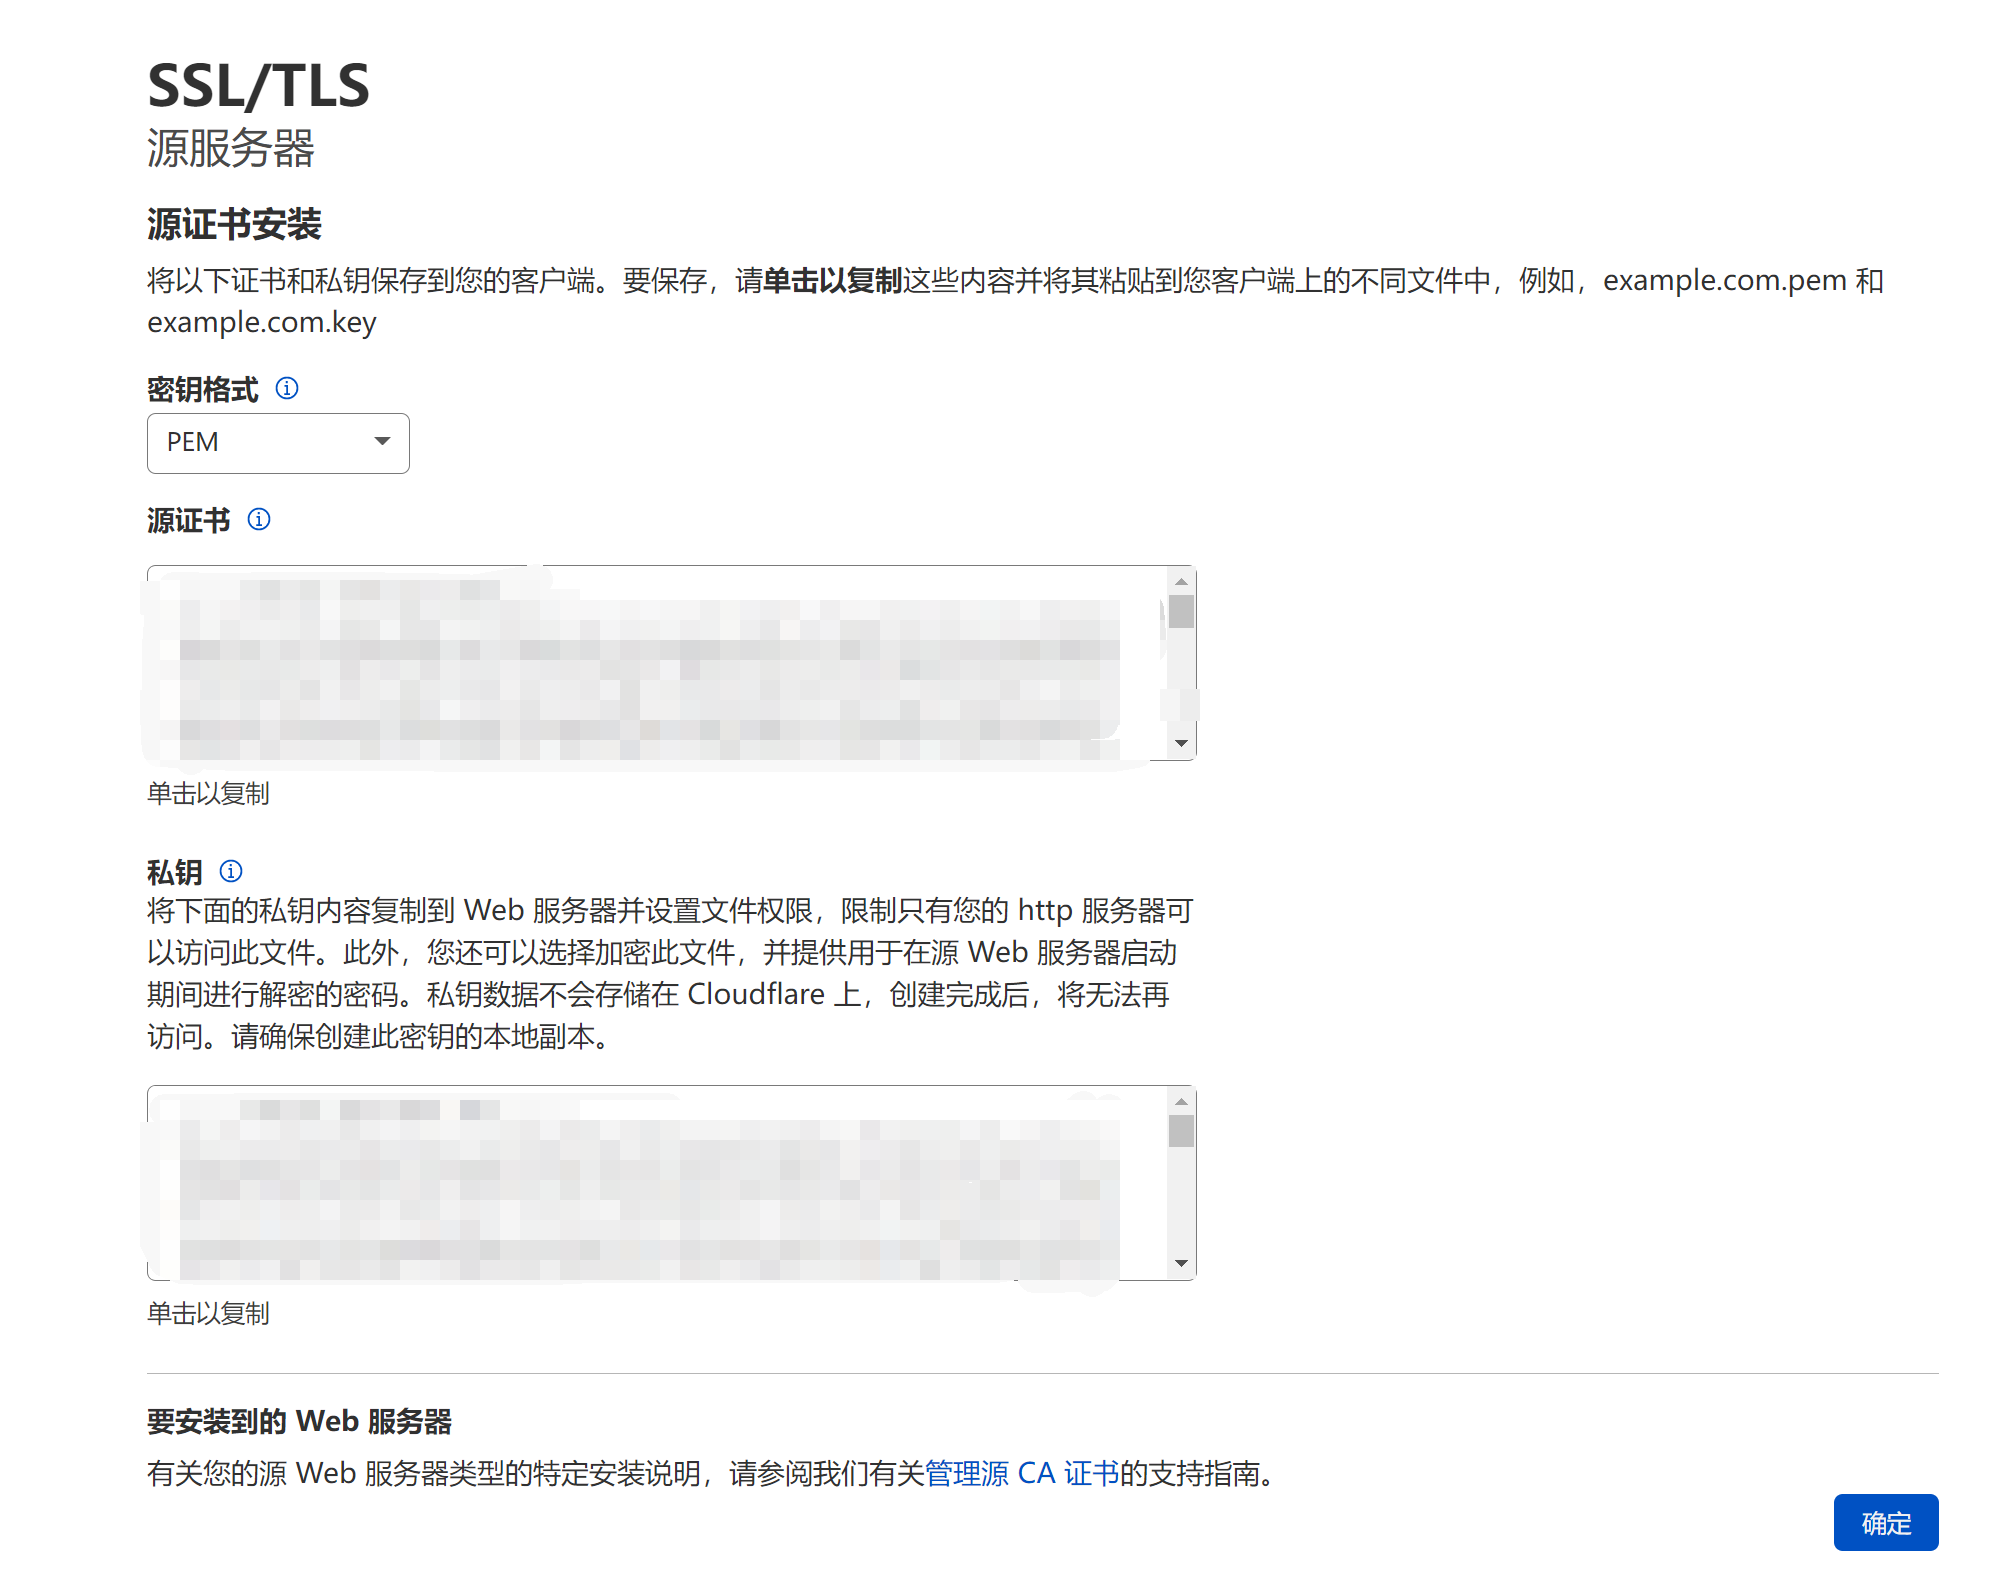 SSL/TLS
源服务器
源证书安装
将以下证书和私钥保存到您的客户端。要保存，请单击以复制这些内容并将其粘贴到您客户端上的不同文件中，例如，example.com.pem 和
example.com.key
密钥格式
PEM
源证书
单击以复制
私钥
将下面的私钥内容复制到 Web 服务器并设置文件权限，限制只有您的 http 服务器可
以访问此文件。此外，您还可以选择加密此文件，并提供用于在源 Web 服务器启动
期间进行解密的密码。私钥数据不会存储在 Cloudflare 上，创建完成后，将无法再
访问。请确保创建此密钥的本地副本。
单击以复制
要安装到的 Web 服务器
有关您的源 Web 服务器类型的特定安装说明，请参阅我们有关管理源 CA 证书的支持指南。
确定